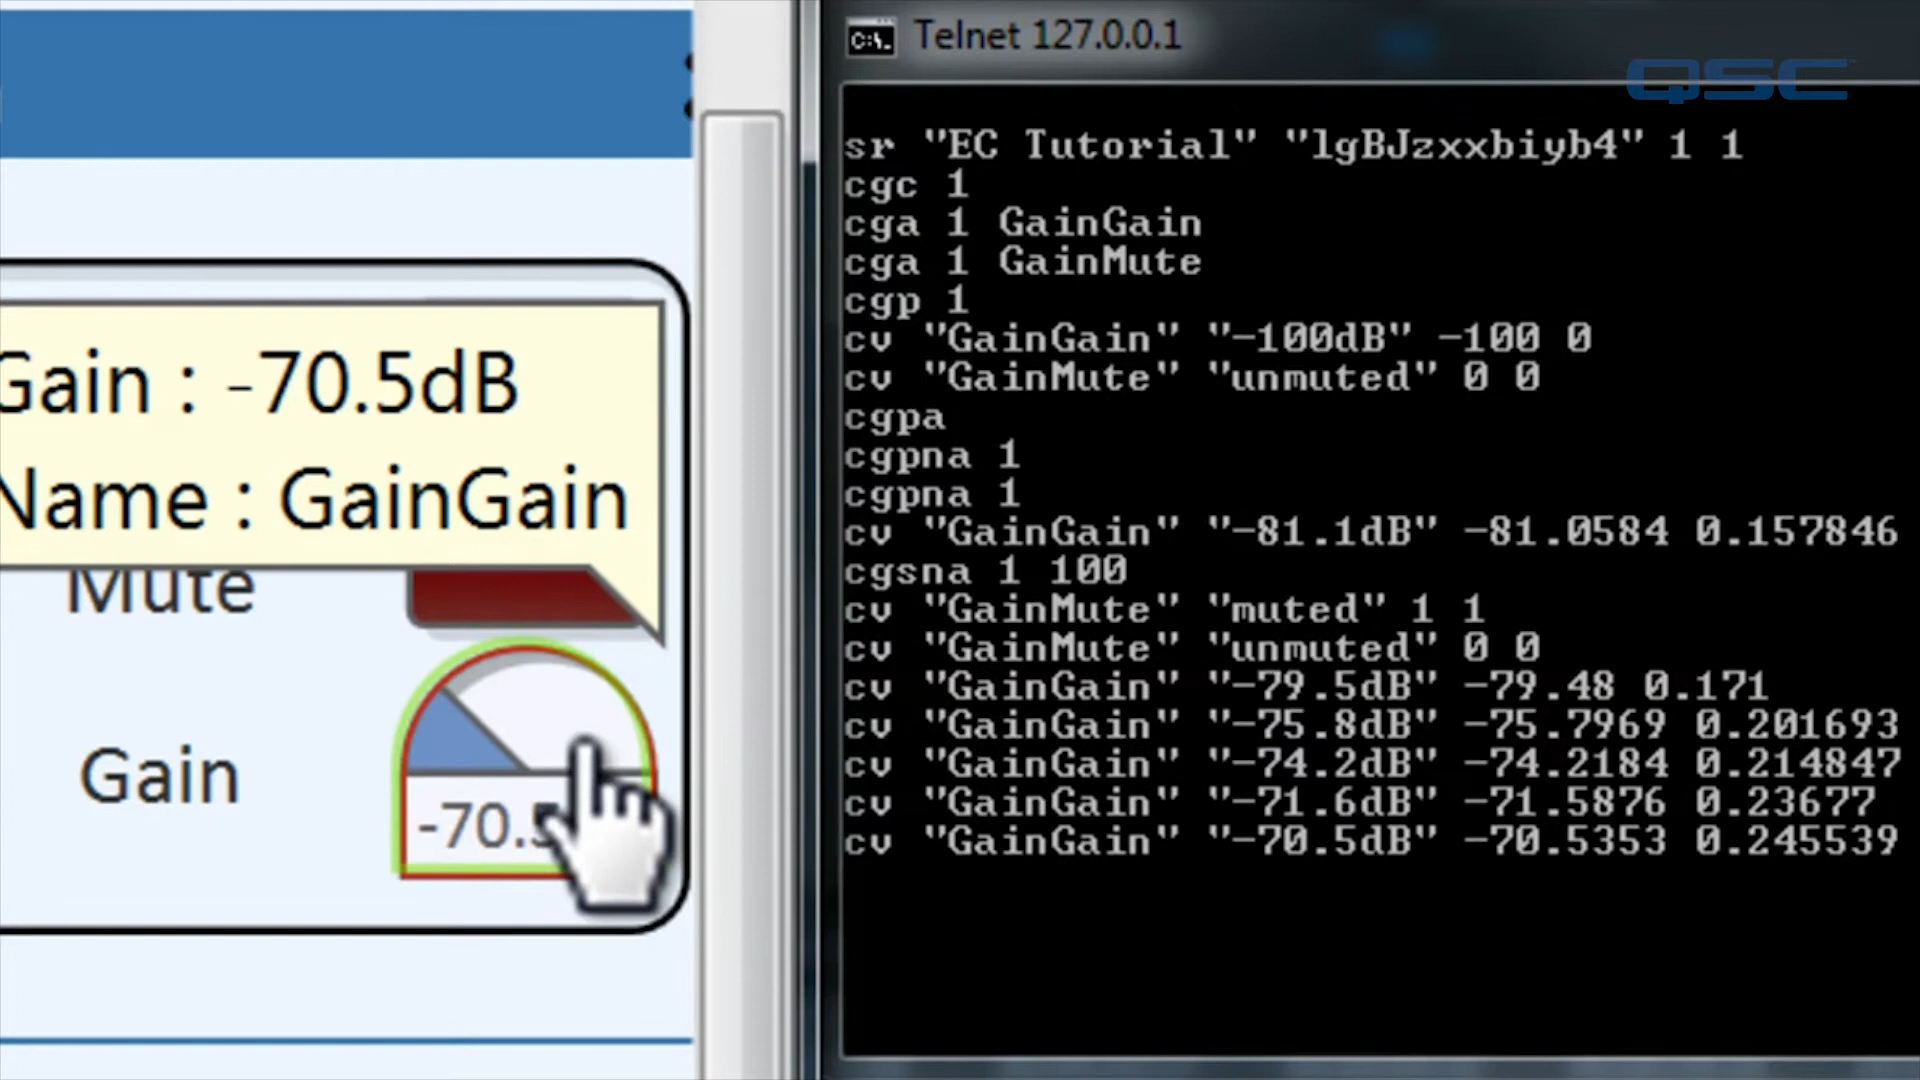 Gain : -70.5dB
Name : GainGain
Mute
Gain
-70.5
Telnet 127.0.0.1
QSC
sr "EC Tutorial" "lgBJzxxbiyb4" 1 1
cgc 1
cga 1 GainGain
cga 1 GainMute
cgp 1
cv "GainGain" "-100dB" -100 0
cv "GainMute" "unmuted" 0 0
cgpa
cgpna 1
cgpna 1
cv "GainGain" "-81.1dB" -81.0584 0.157846
cgsna 1 100
cv "GainMute" "muted" 1 1
cv "GainMute" "unmuted" 0 0
cv "GainGain" "-79.5dB" -79.48 0.171
cv "GainGain" "-75.8dB" -75.7969 0.201693
cv "GainGain" "-74.2dB" -74.2184 0.214847
cv "GainGain" "-71.6dB" -71.5876 0.23677
cv "GainGain" "-70.5dB" -70.5353 0.245539